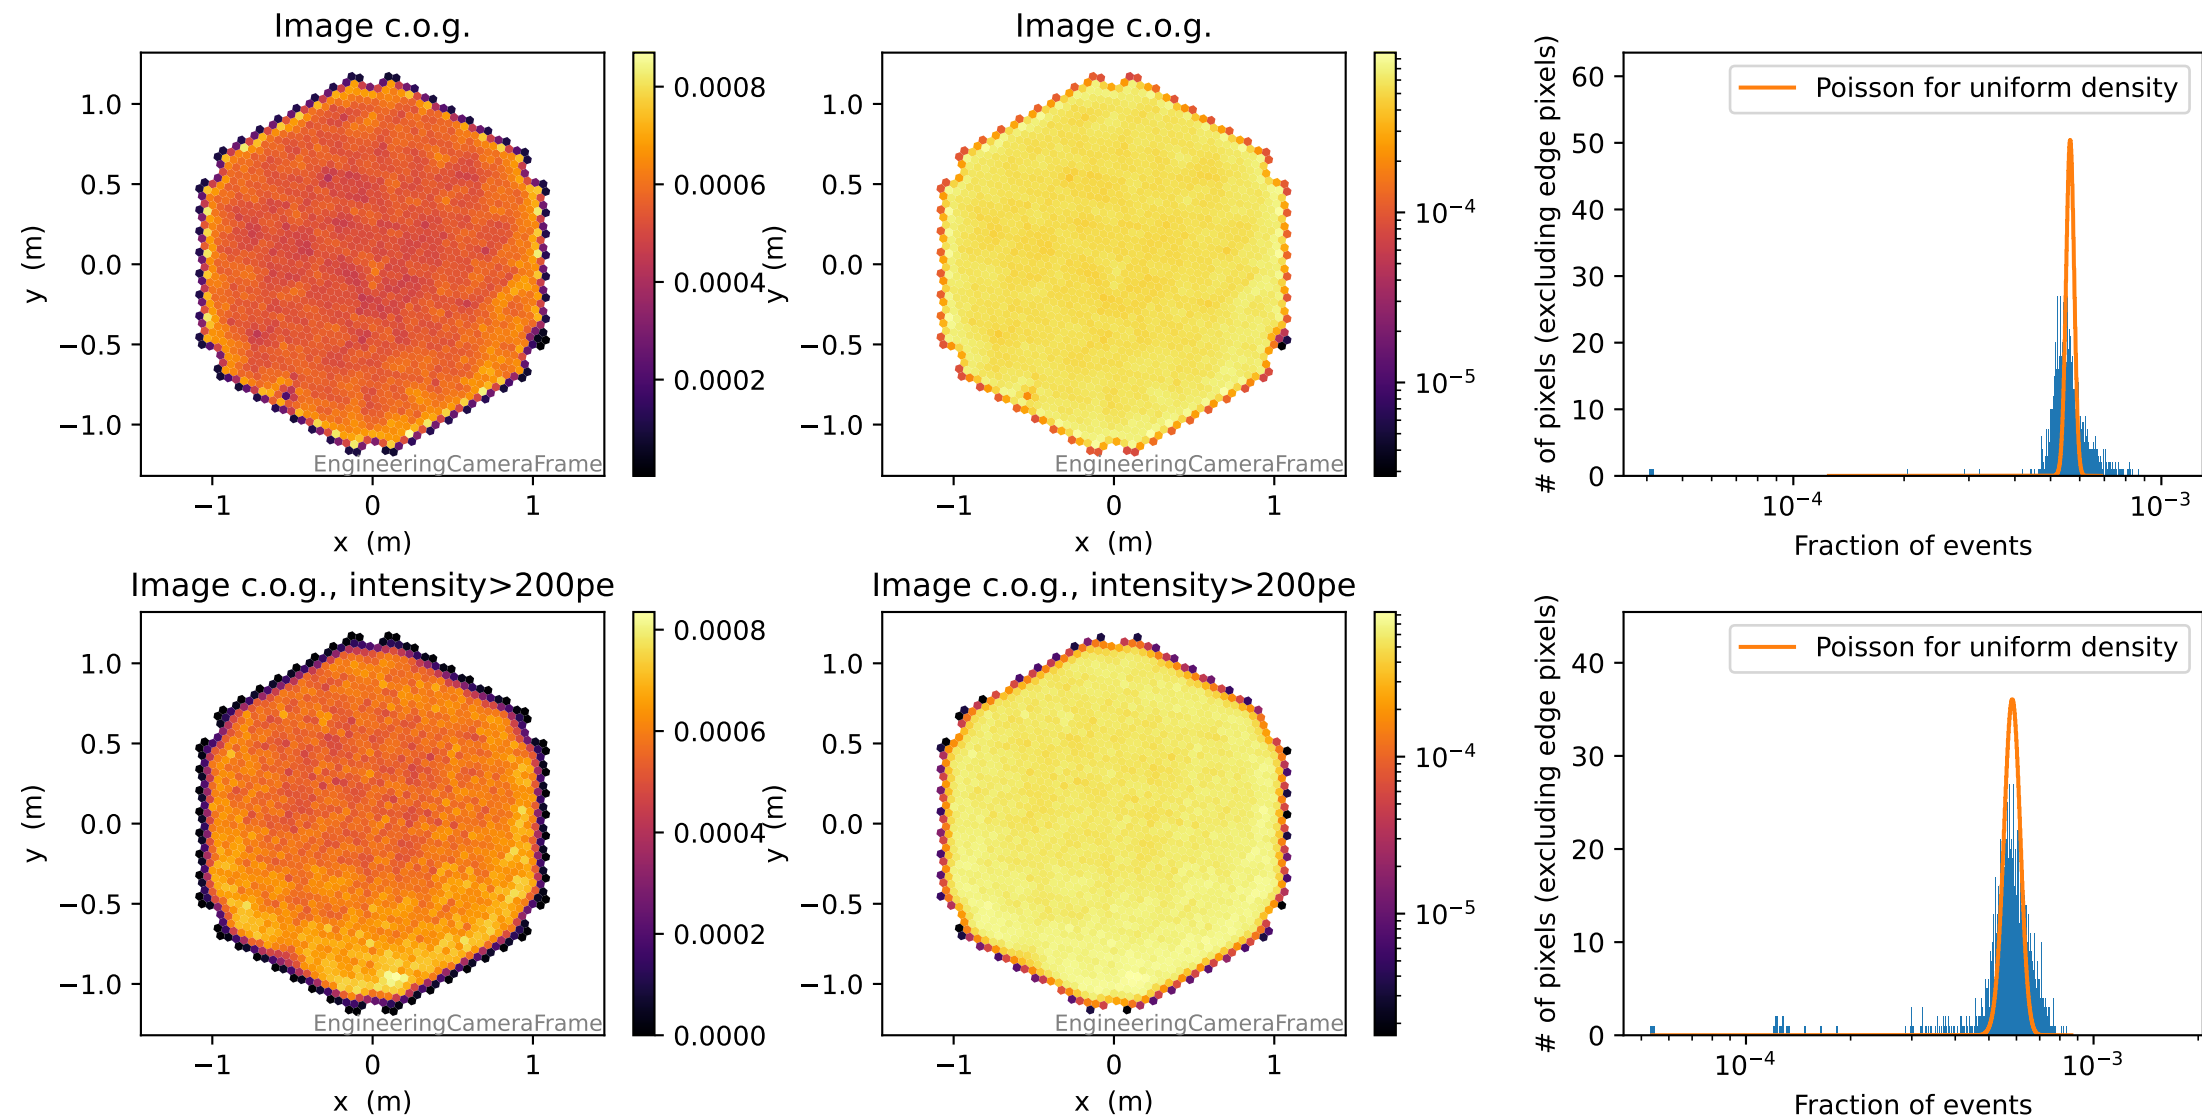 Image c.o.g.
1.0
0.5
0.0
−0.5
−1.0
y (m)
−1
0
1
x (m)
EngineeringCameraFrame
0.0008
0.0006
0.0004
0.0002
Image c.o.g.
1.0
0.5
0.0
−0.5
−1.0
y (m)
−1
0
1
x (m)
EngineeringCameraFrame
10⁻⁴
10⁻⁵
# of pixels (excluding edge pixels)
60
50
40
30
20
10
0
Poisson for uniform density
10⁻⁴
10⁻³
Fraction of events
Image c.o.g., intensity>200pe
1.0
0.5
0.0
−0.5
−1.0
y (m)
−1
0
1
x (m)
EngineeringCameraFrame
0.0008
0.0006
0.0004
0.0002
0.0000
Image c.o.g., intensity>200pe
1.0
0.5
0.0
−0.5
−1.0
y (m)
−1
0
1
x (m)
EngineeringCameraFrame
10⁻⁴
10⁻⁵
# of pixels (excluding edge pixels)
40
30
20
10
0
Poisson for uniform density
10⁻⁴
10⁻³
Fraction of events